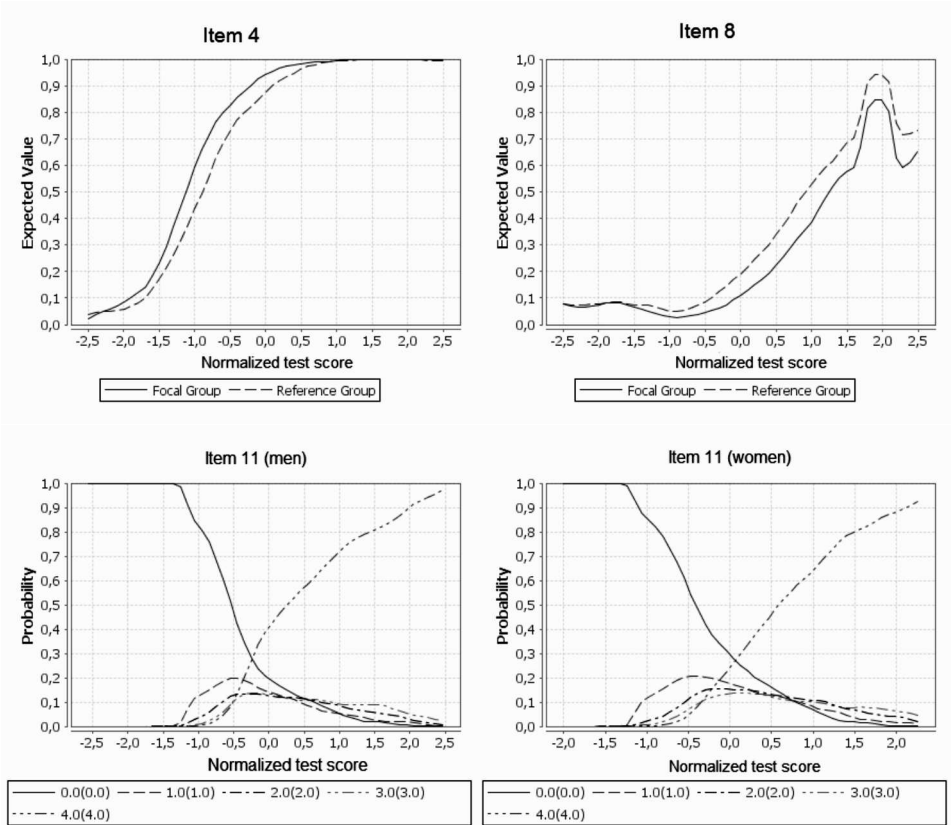 Item 4
Expected Value
1,0
0,9
0,8
0,7
0,6
0,5
0,4
0,3
0,2
0,1
0,0
-2,5 -2,0 -1,5 -1,0 -0,5 0,0 0,5 1,0 1,5 2,0 2,5
Normalized test score
Focal Group Reference Group
Item 8
Expected Value
1,0
0,9
0,8
0,7
0,6
0,5
0,4
0,3
0,2
0,1
0,0
-2,5 -2,0 -1,5 -1,0 -0,5 0,0 0,5 1,0 1,5 2,0 2,5
Normalized test score
Focal Group Reference Group
Item 11 (men)
Probability
1,0
0,9
0,8
0,7
0,6
0,5
0,4
0,3
0,2
0,1
0,0
-2,5 -2,0 -1,5 -1,0 -0,5 0,0 0,5 1,0 1,5 2,0 2,5
Normalized test score
0.0(0.0) 1.0(1.0) 2.0(2.0) 3.0(3.0)
4.0(4.0)
Item 11 (women)
Probability
1,0
0,9
0,8
0,7
0,6
0,5
0,4
0,3
0,2
0,1
0,0
-2,0 -1,5 -1,0 -0,5 0,0 0,5 1,0 1,5 2,0
Normalized test score
0.0(0.0) 1.0(1.0) 2.0(2.0) 3.0(3.0)
4.0(4.0)